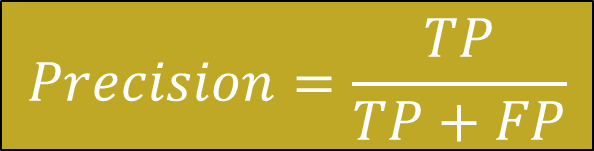 Precision = TP / TP + FP